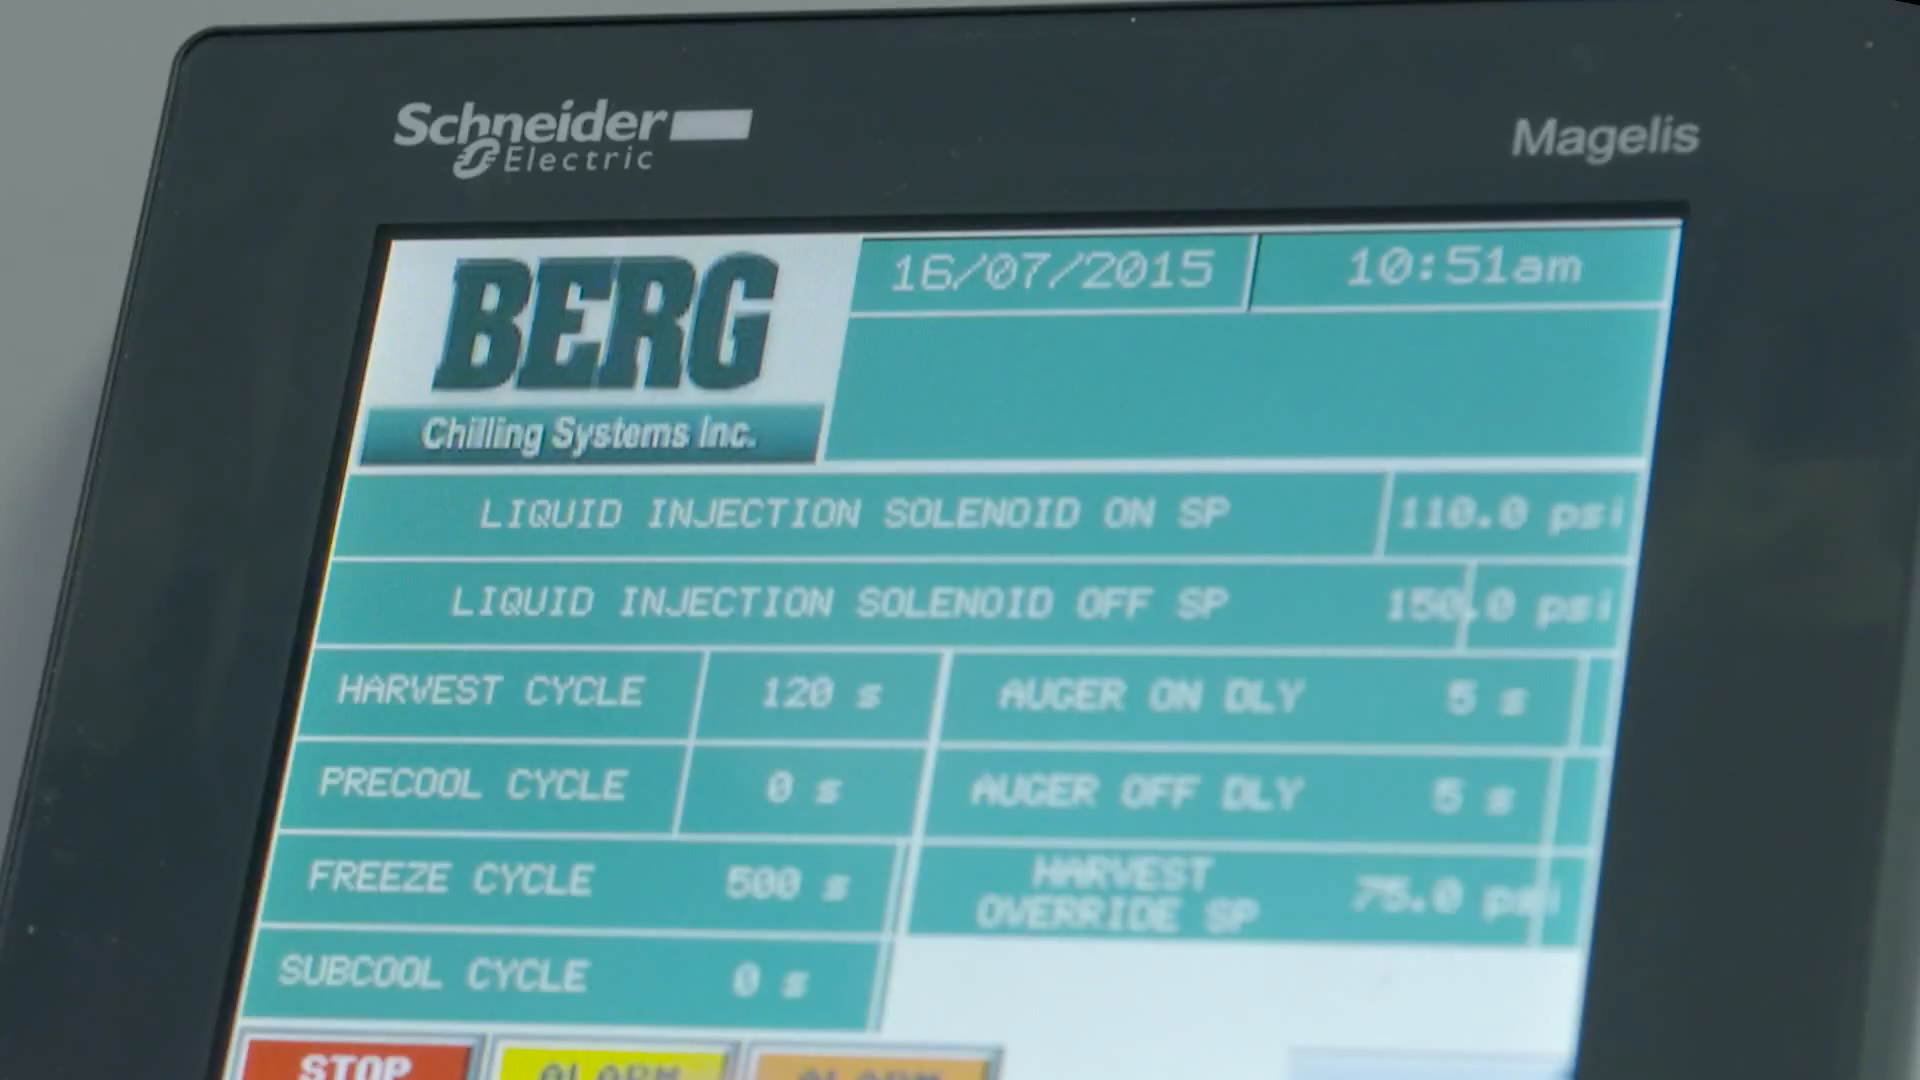 Schneider
Electric
Magelis
BERG
Chilling Systems Inc.
16/07/2015
10:51am
LIQUID INJECTION SOLENOID ON SP 110.0 psi
LIQUID INJECTION SOLENOID OFF SP 150.0 psi
HARVEST CYCLE 120 s AUGER ON DLY 5 s
PRECOOL CYCLE 0 s AUGER OFF DLY 5 s
FREEZE CYCLE 500 s HARVEST
OVERRIDE SP 75.0 psi
SUBCOOL CYCLE 0 s
STOP ALARM ALARM